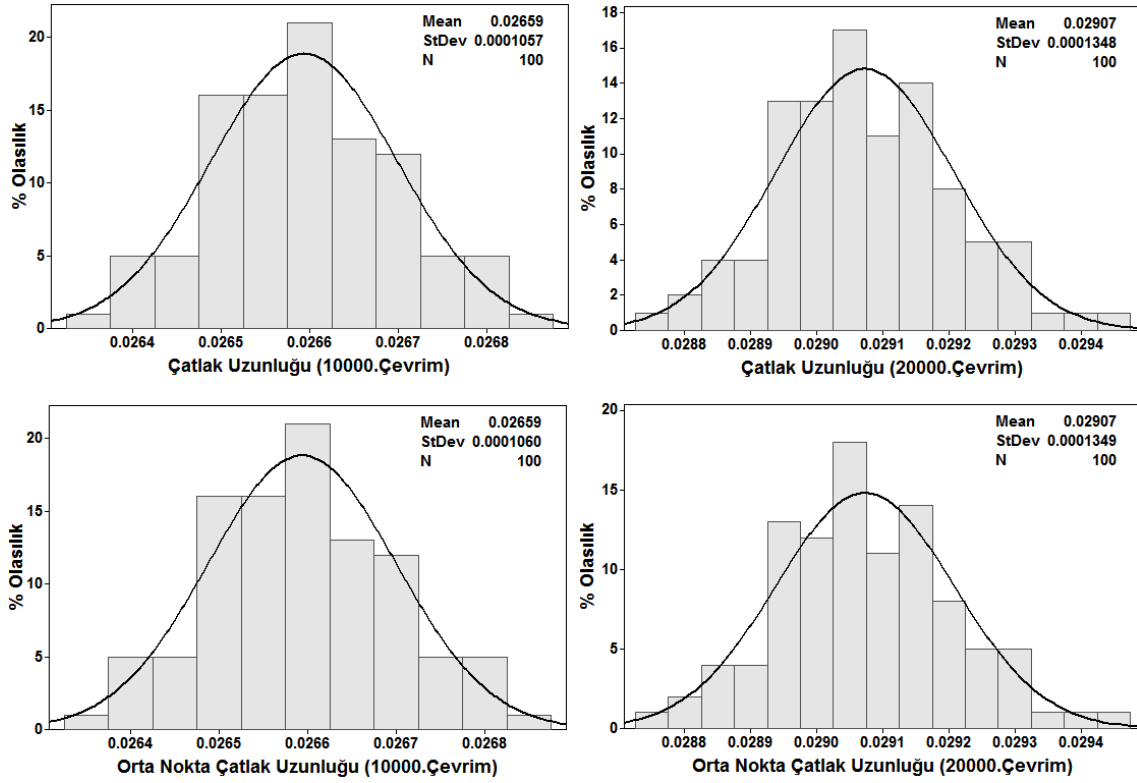 Mean 0.02659
StDev 0.0001057
N 100
% Olasılık
20
15
10
5
0
0.0264 0.0265 0.0266 0.0267 0.0268
Çatlak Uzunluğu (10000.Çevrim)
Mean 0.02907
StDev 0.0001348
N 100
% Olasılık
18
16
14
12
10
8
6
4
2
0
0.0288 0.0289 0.0290 0.0291 0.0292 0.0293 0.0294
Çatlak Uzunluğu (20000.Çevrim)
Mean 0.02659
StDev 0.0001060
N 100
% Olasılık
20
15
10
5
0
0.0264 0.0265 0.0266 0.0267 0.0268
Orta Nokta Çatlak Uzunluğu (10000.Çevrim)
Mean 0.02907
StDev 0.0001349
N 100
% Olasılık
20
15
10
5
0
0.0288 0.0289 0.0290 0.0291 0.0292 0.0293 0.0294
Orta Nokta Çatlak Uzunluğu (20000.Çevrim)